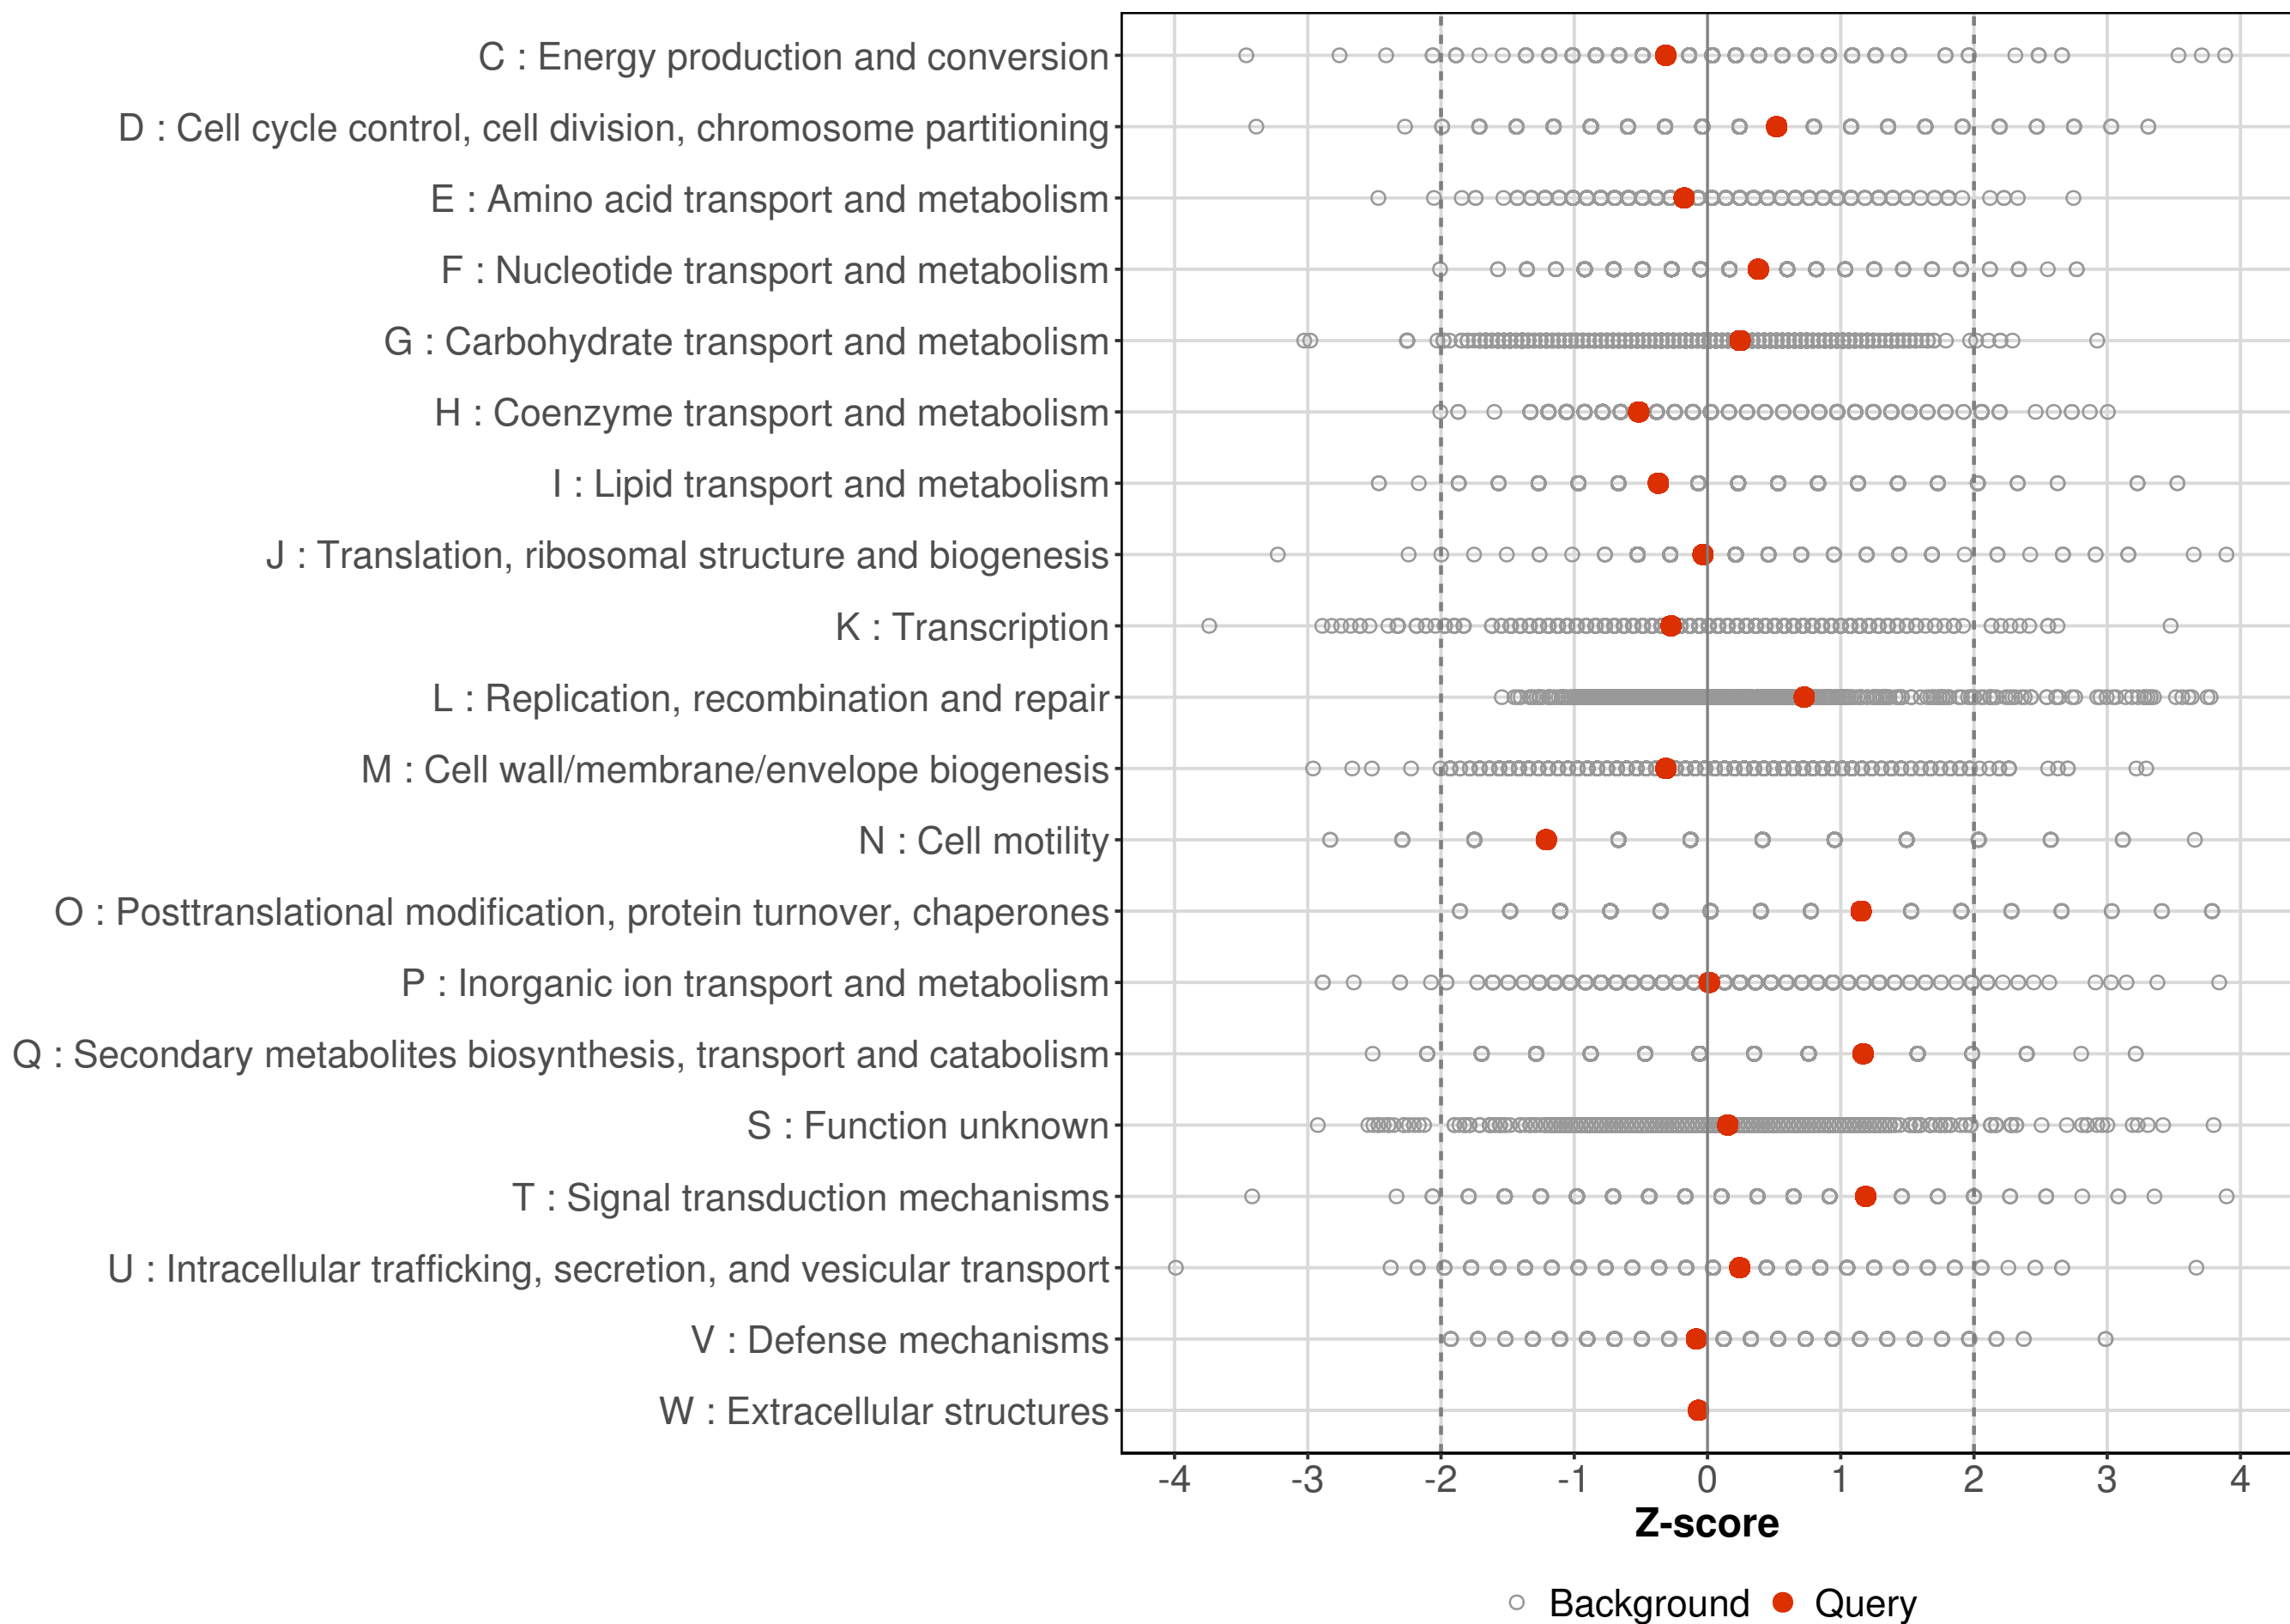 C : Energy production and conversion
D : Cell cycle control, cell division, chromosome partitioning
E : Amino acid transport and metabolism
F : Nucleotide transport and metabolism
G : Carbohydrate transport and metabolism
H : Coenzyme transport and metabolism
I : Lipid transport and metabolism
J : Translation, ribosomal structure and biogenesis
K : Transcription
L : Replication, recombination and repair
M : Cell wall/membrane/envelope biogenesis
N : Cell motility
O : Posttranslational modification, protein turnover, chaperones
P : Inorganic ion transport and metabolism
Q : Secondary metabolites biosynthesis, transport and catabolism
S : Function unknown
T : Signal transduction mechanisms
U : Intracellular trafficking, secretion, and vesicular transport
V : Defense mechanisms
W : Extracellular structures
-4 -3 -2 -1 0 1 2 3 4
Z-score
Background Query